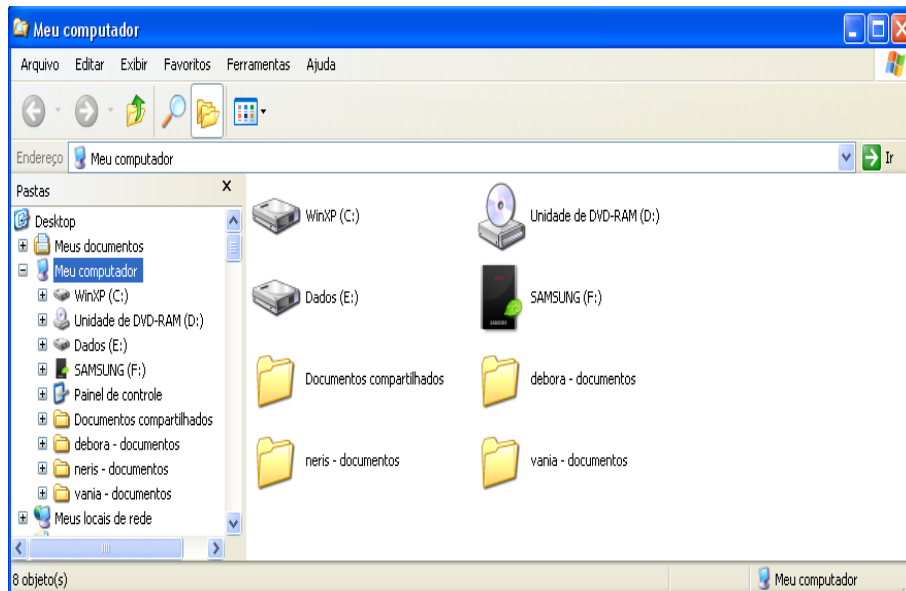 Meu computador
Arquivo Editar Exibir Favoritos Ferramentas Ajuda
Endereço Meu computador Ir
Pastas X
Desktop
Meus documentos
Meu computador
WinXP (C:)
Unidade de DVD-RAM (D:)
Dados (E:)
SAMSUNG (F:)
Painel de controle
Documentos compartilhados
debora - documentos
neris - documentos
vania - documentos
Meus locais de rede
WinXP (C:) Unidade de DVD-RAM (D:)
Dados (E:) SAMSUNG (F:)
SAMSUNG
Documentos compartilhados debora - documentos
neris - documentos vania - documentos
8 objeto(s) Meu computador